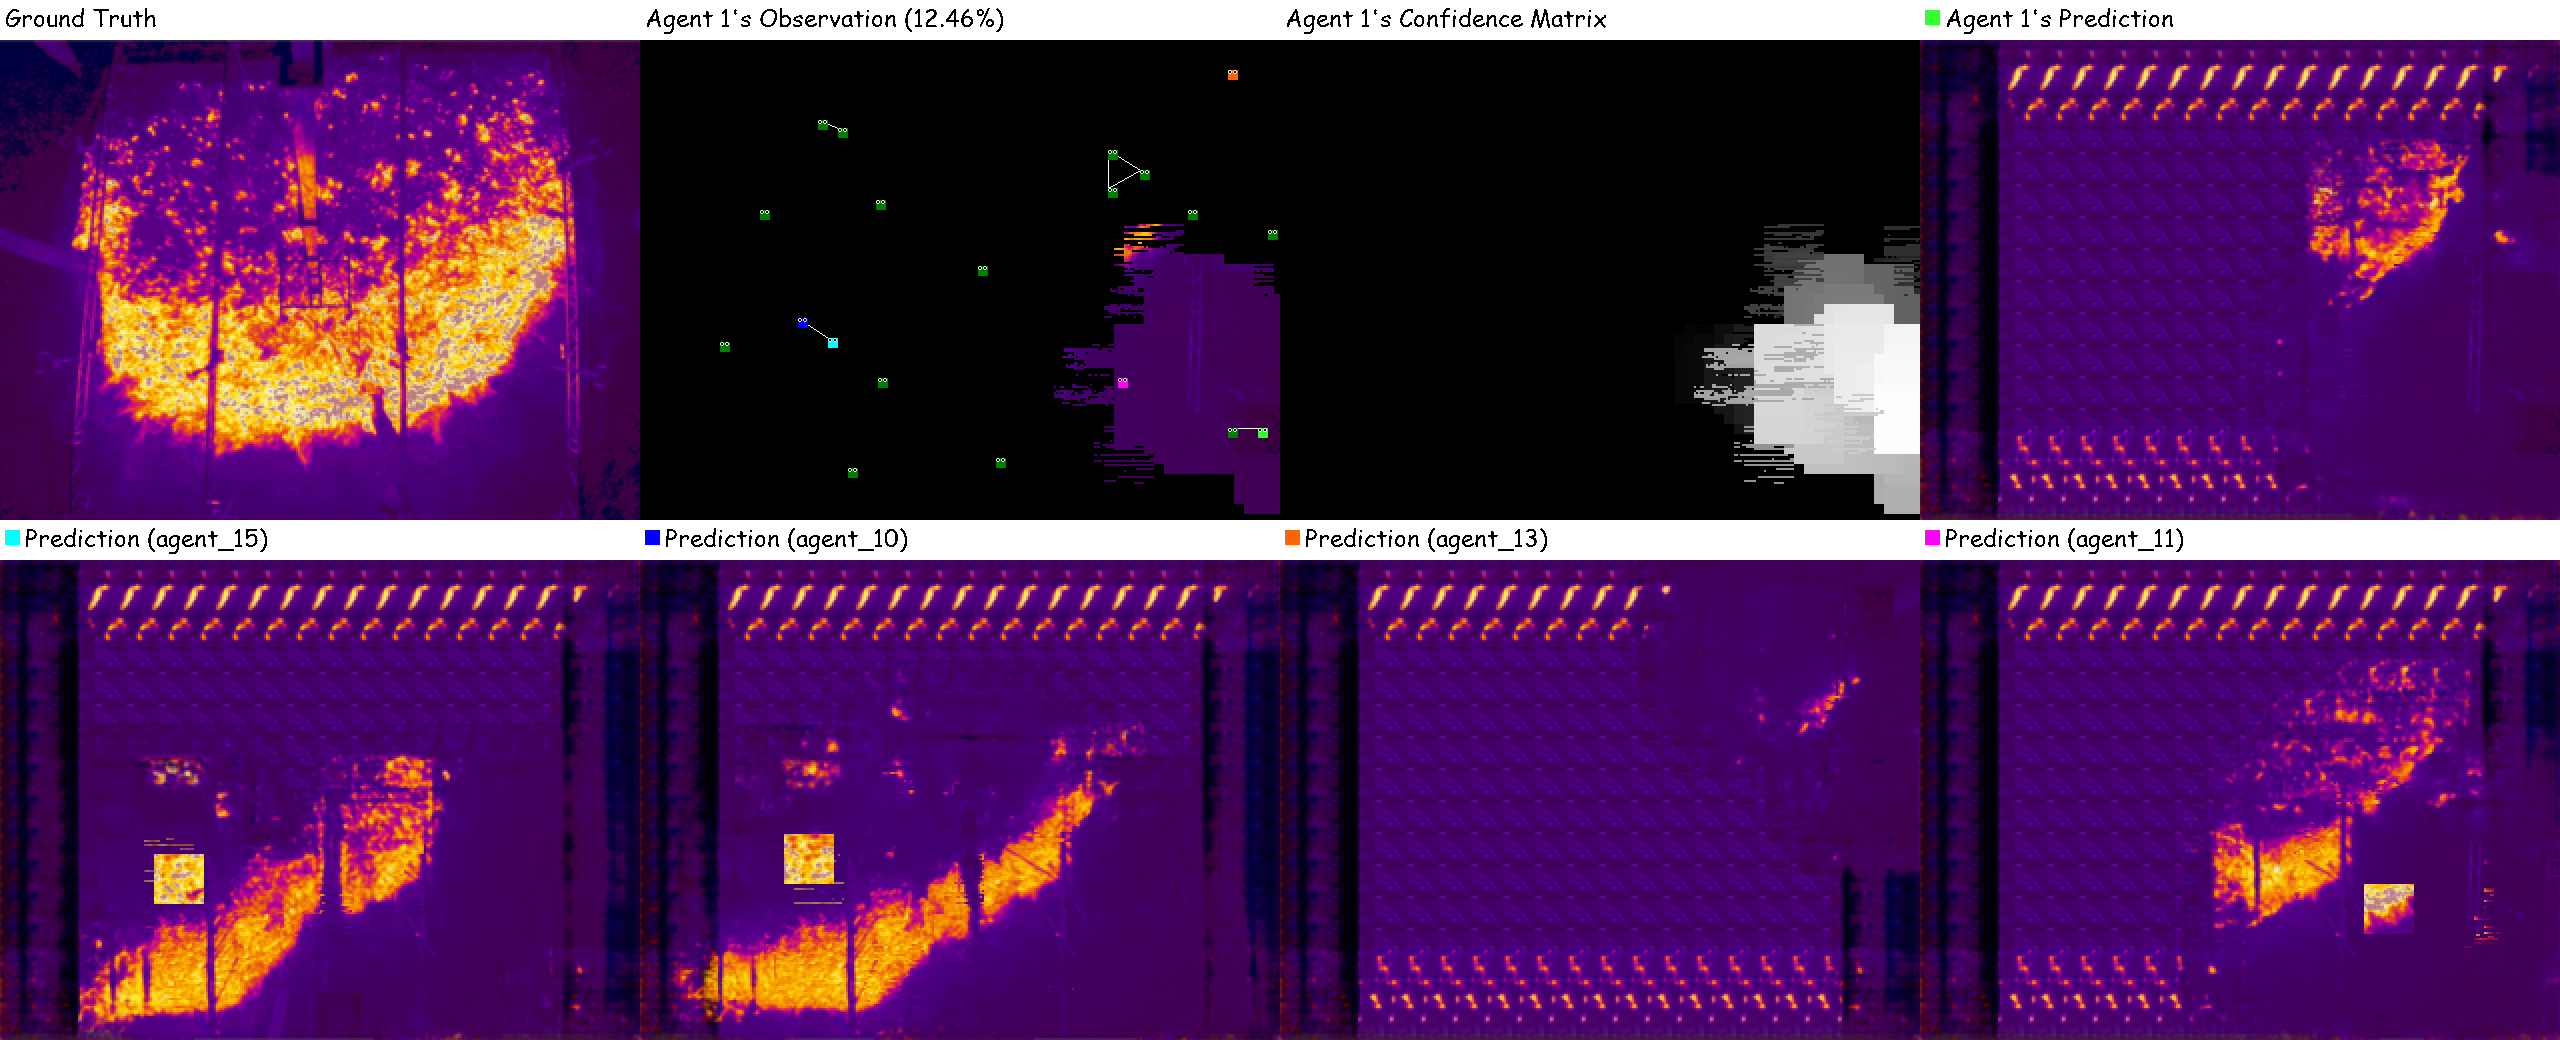 Ground Truth
Agent 1's Observation (12.46%)
Agent 1's Confidence Matrix
Agent 1's Prediction
Prediction (agent_15)
Prediction (agent_10)
Prediction (agent_13)
Prediction (agent_11)